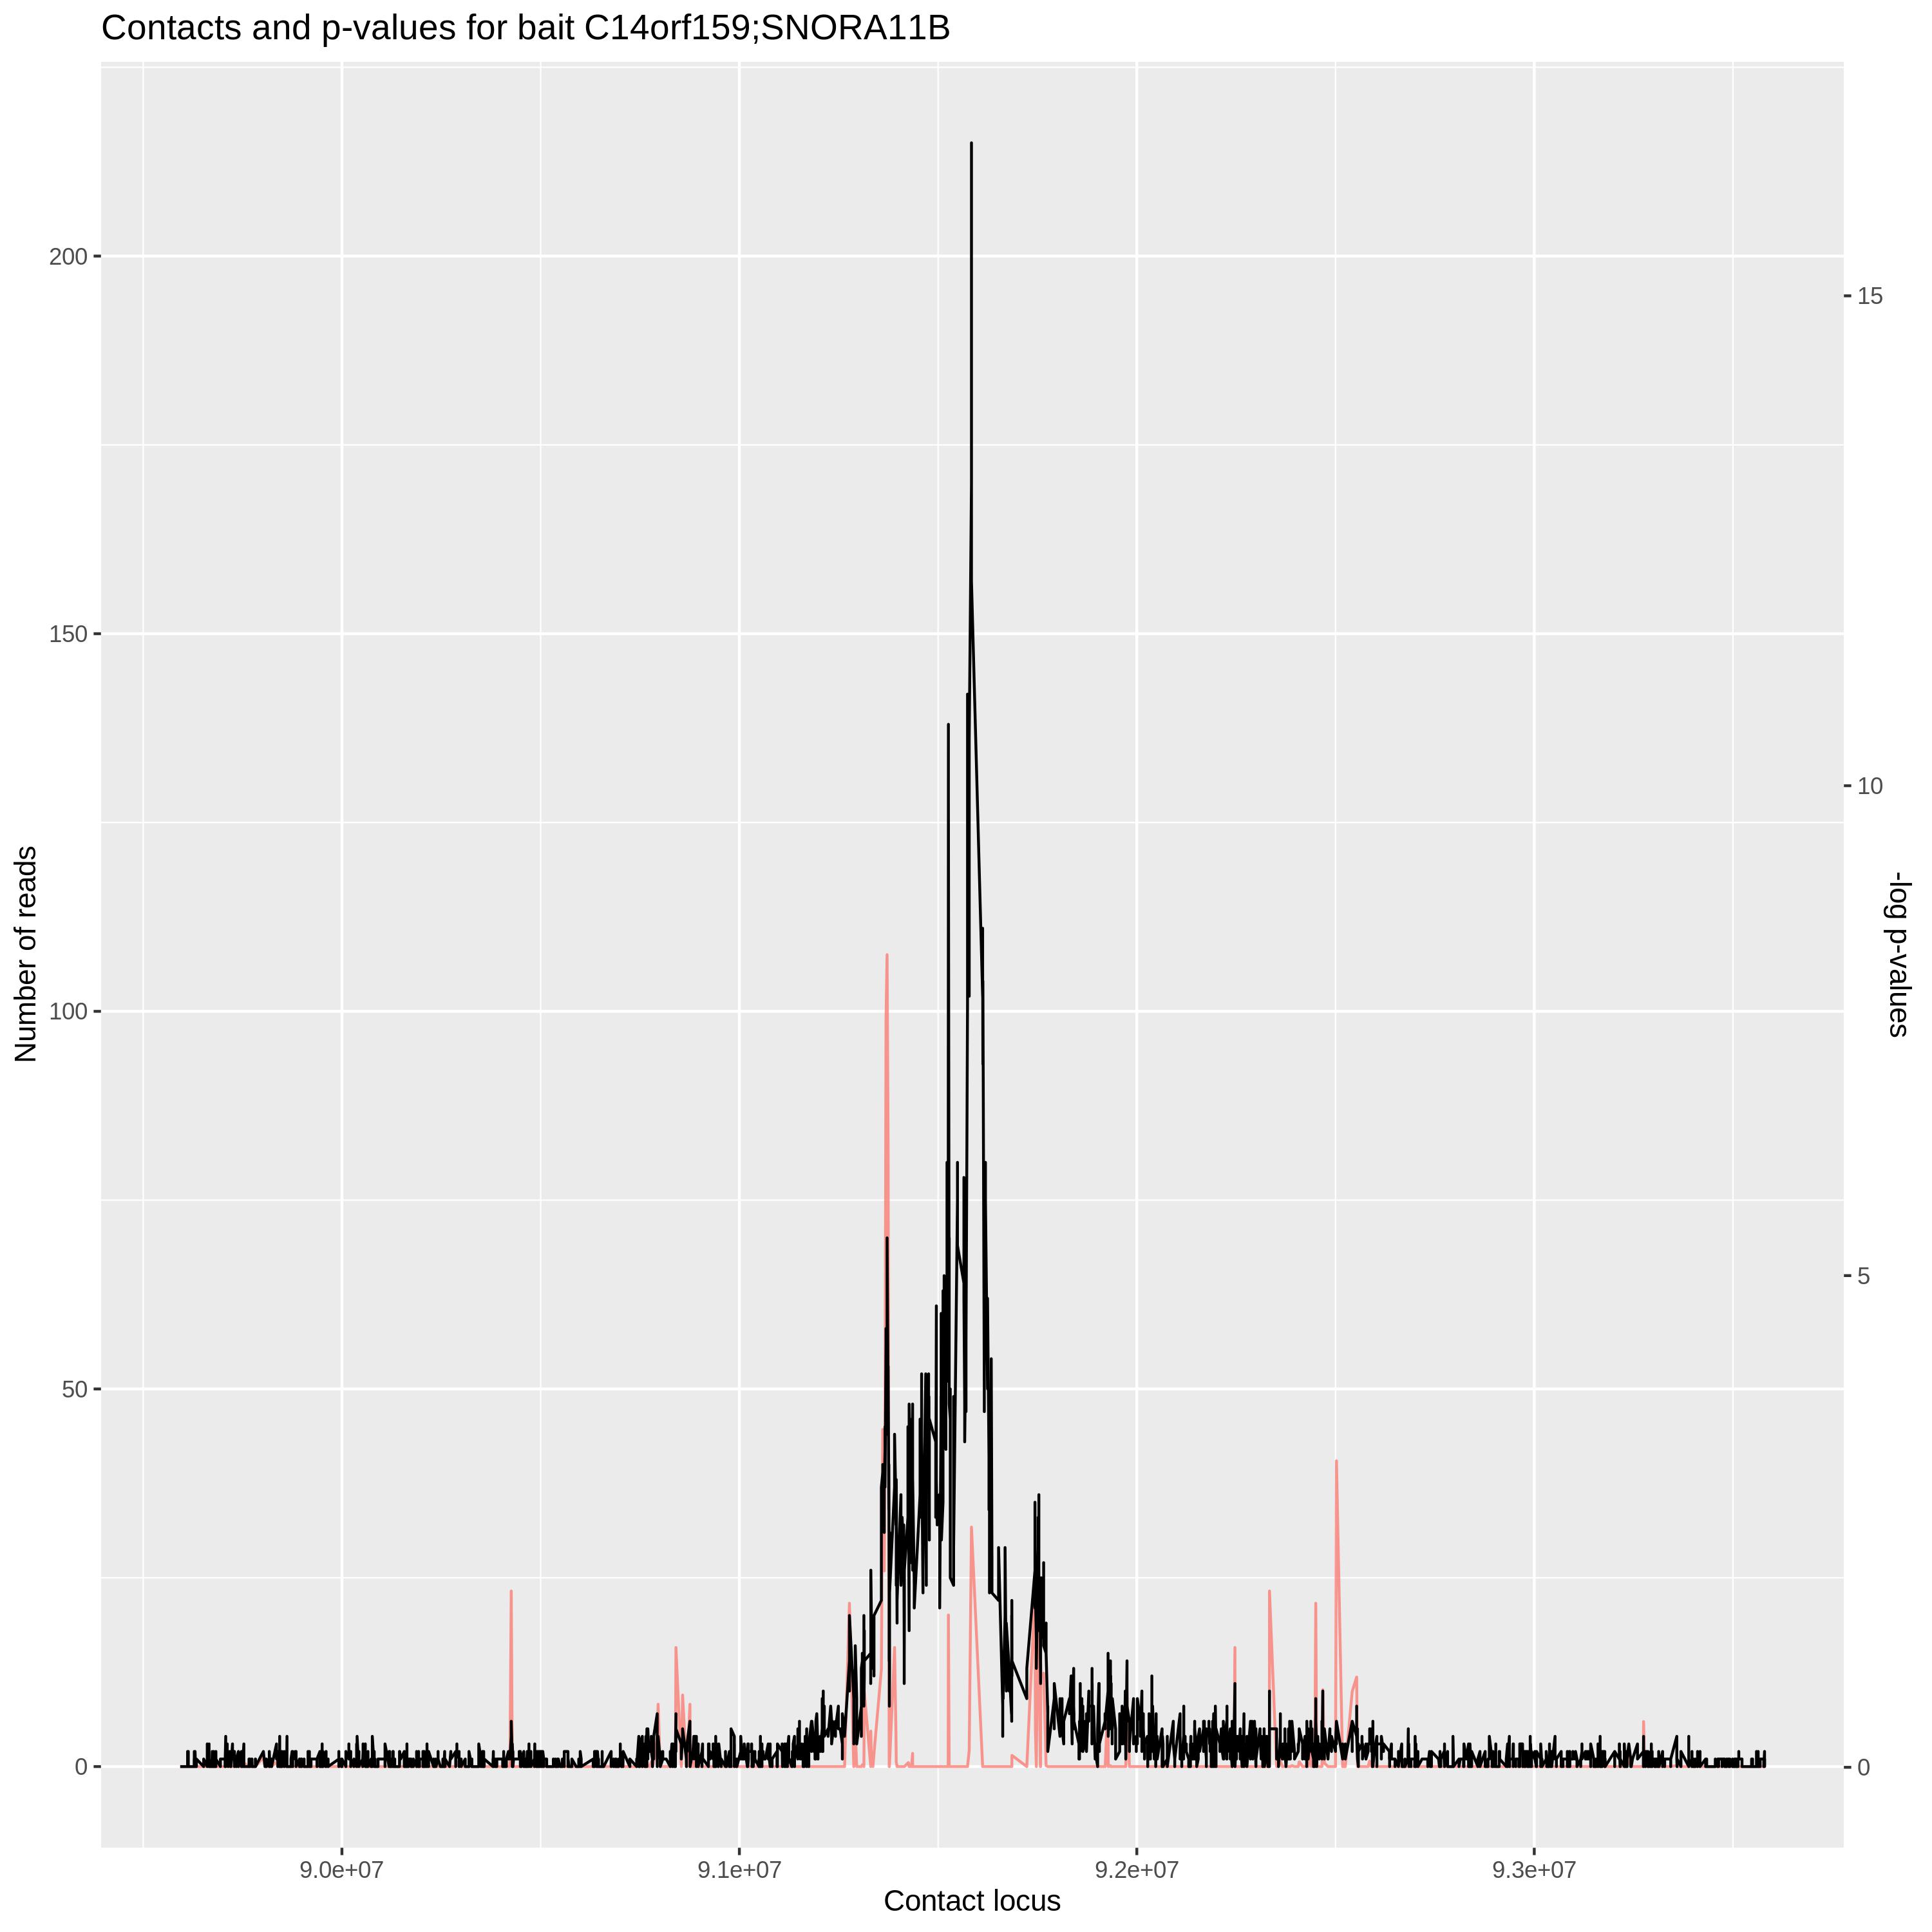 Contacts and p-values for bait C14orf159;SNORA11B
200
150
100
50
0
Number of reads
15
10
5
0
-log p-values
9.0e+07
9.1e+07
9.2e+07
9.3e+07
Contact locus